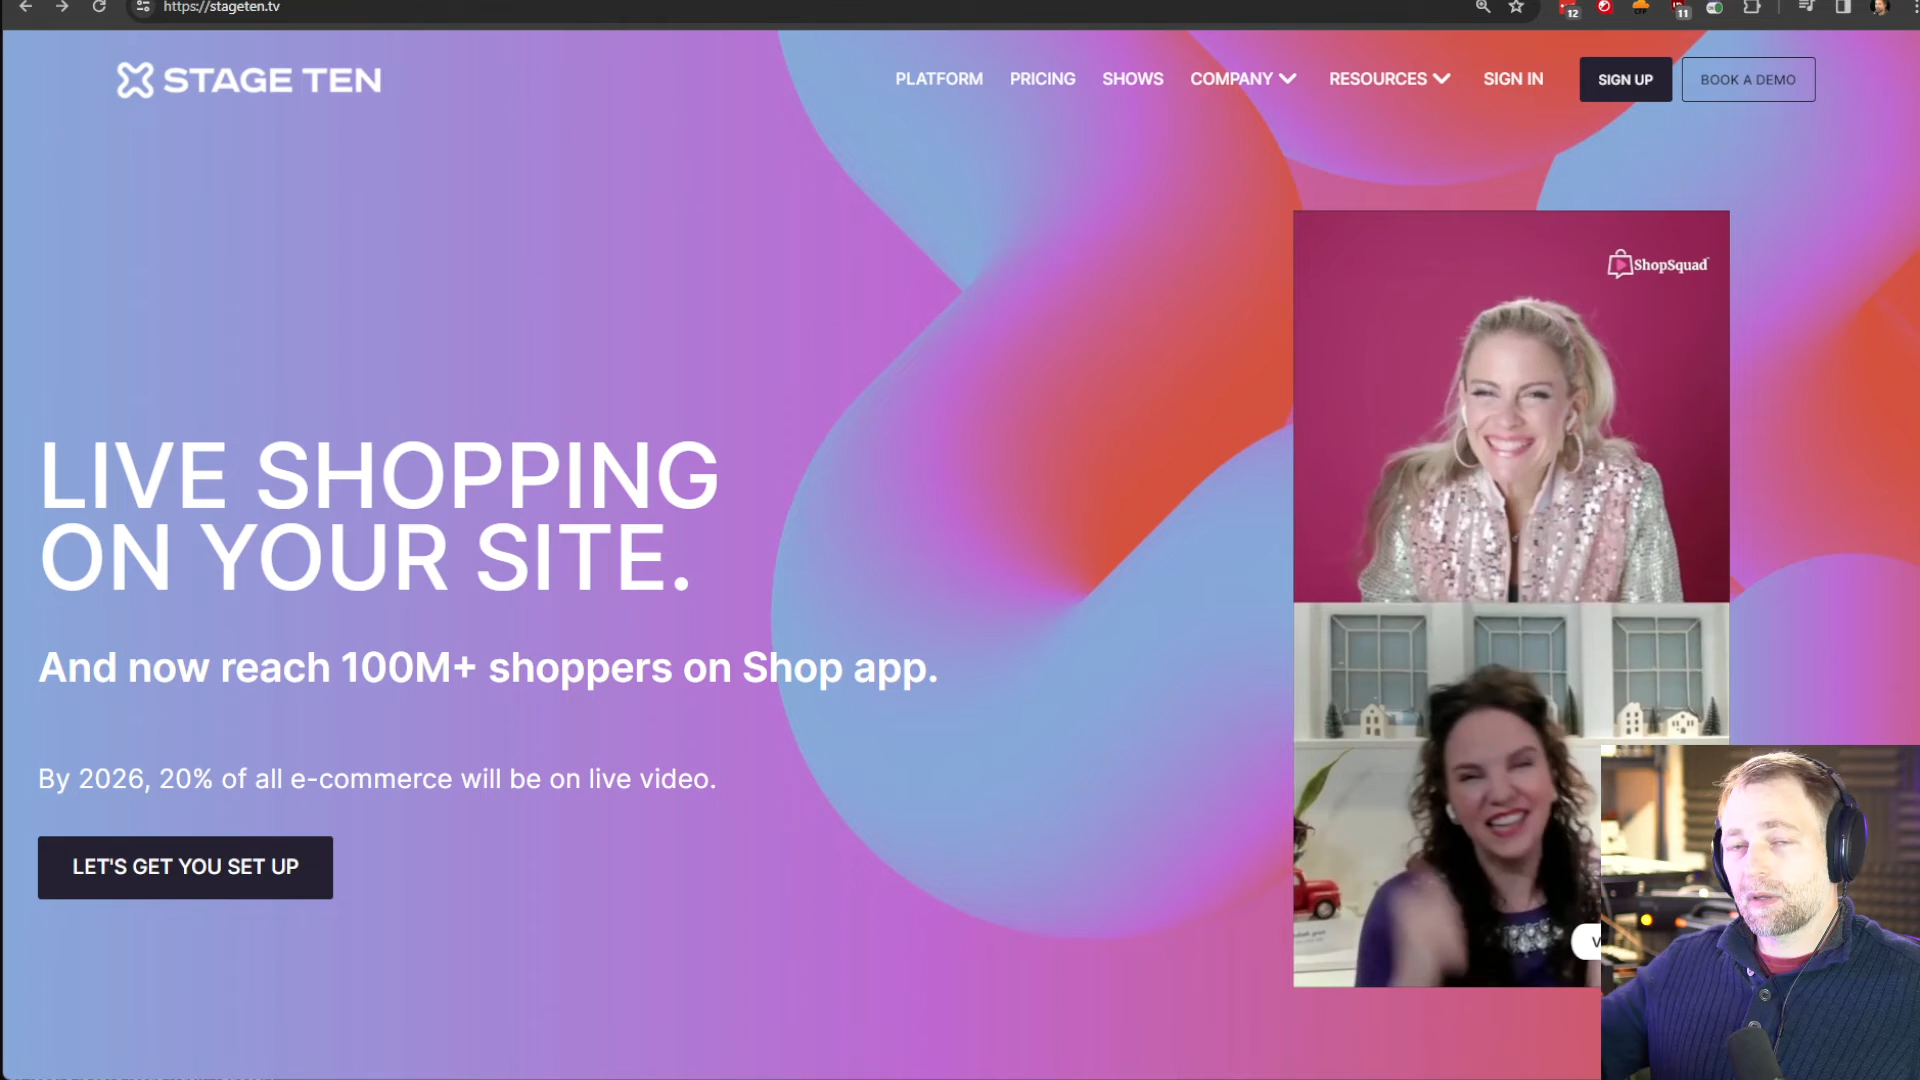 https://stageten.tv
12
11
STAGE TEN
PLATFORM
PRICING
SHOWS
COMPANY
RESOURCES
SIGN IN
SIGN UP
BOOK A DEMO
ShopSquad
LIVE SHOPPING
ON YOUR SITE.
And now reach 100M+ shoppers on Shop app.
By 2026, 20% of all e-commerce will be on live video.
LET'S GET YOU SET UP